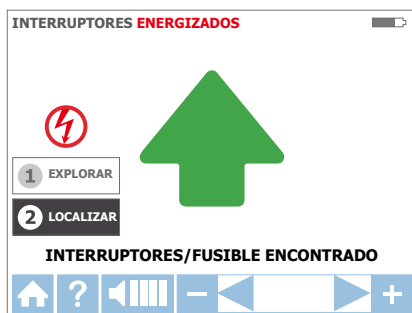 INTERRUPTORES ENERGIZADOS
1 EXPLORAR
2 LOCALIZAR
INTERRUPTORES/FUSIBLE ENCONTRADO
? − +